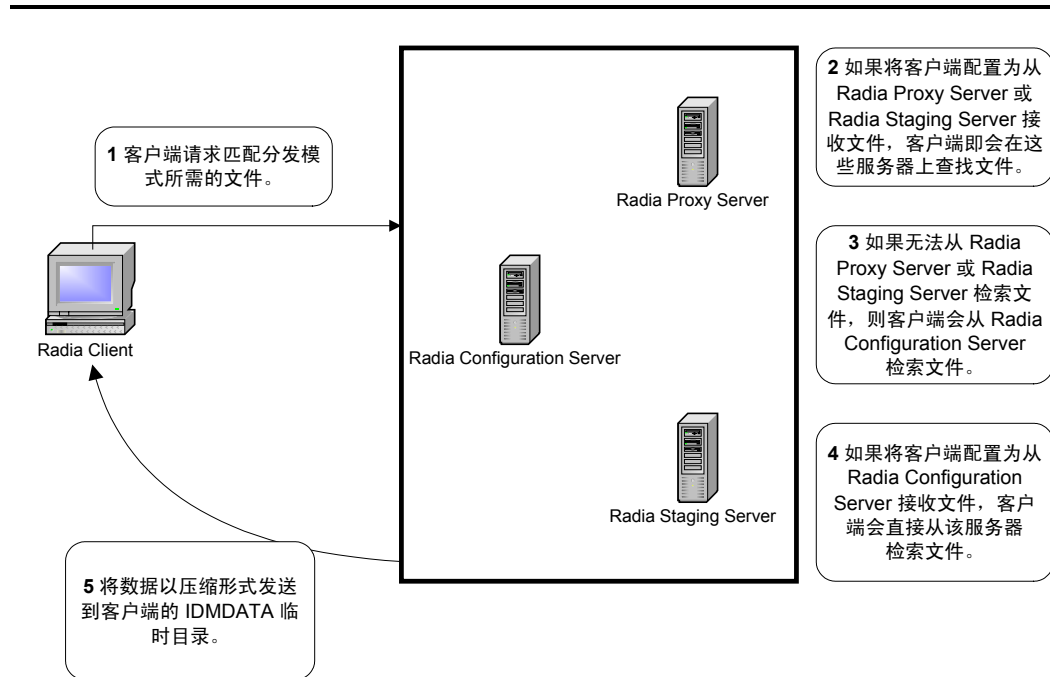 1 客户端请求匹配分发模
式所需的文件。
Radia Client
Radia Proxy Server
Radia Configuration Server
Radia Staging Server
2 如果将客户端配置为从
Radia Proxy Server 或
Radia Staging Server 接
收文件，客户端即会在这
些服务器上查找文件。
3 如果无法从 Radia
Proxy Server 或 Radia
Staging Server 检索文
件，则客户端会从 Radia
Configuration Server
检索文件。
4 如果将客户端配置为从
Radia Configuration
Server 接收文件，客户
端会直接从该服务器
检索文件。
5 将数据以压缩形式发送
到客户端的 IDMDATA 临
时目录。